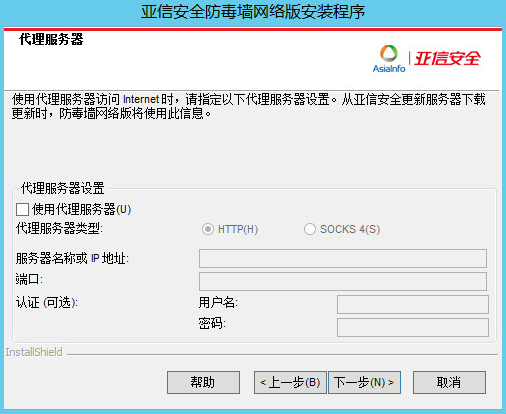 亚信安全防毒墙网络版安装程序
代理服务器
AsiaInfo 亚信安全
使用代理服务器访问 Internet 时，请指定以下代理服务器设置。从亚信安全更新服务器下载
更新时，防毒墙网络版将使用此信息。
代理服务器设置
使用代理服务器(U)
代理服务器类型: HTTP(H) SOCKS 4(S)
服务器名称或 IP 地址:
端口:
认证 (可选): 用户名:
密码:
InstallShield
帮助 < 上一步(B) 下一步(N) > 取消